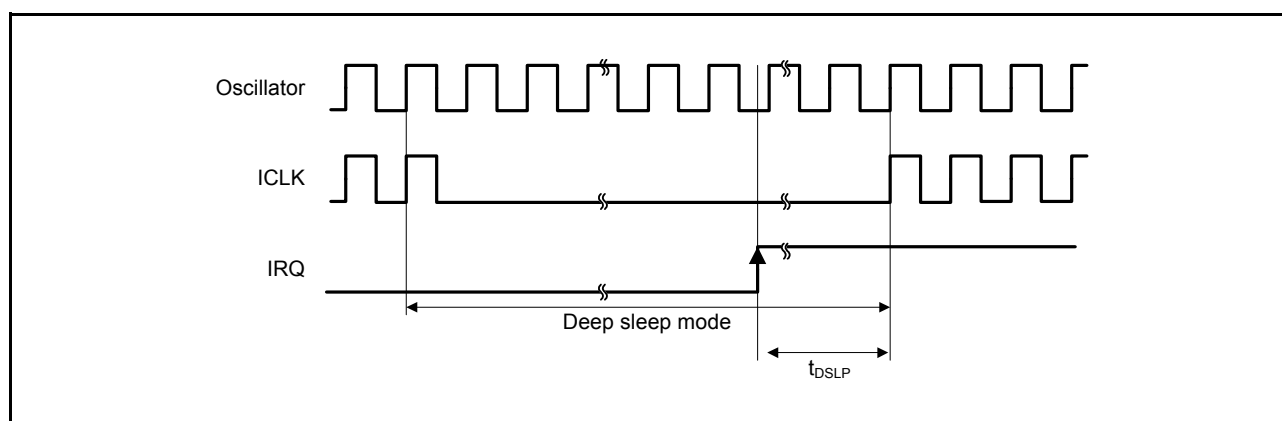 Oscillator
ICLK
IRQ
Deep sleep mode
tDSLP